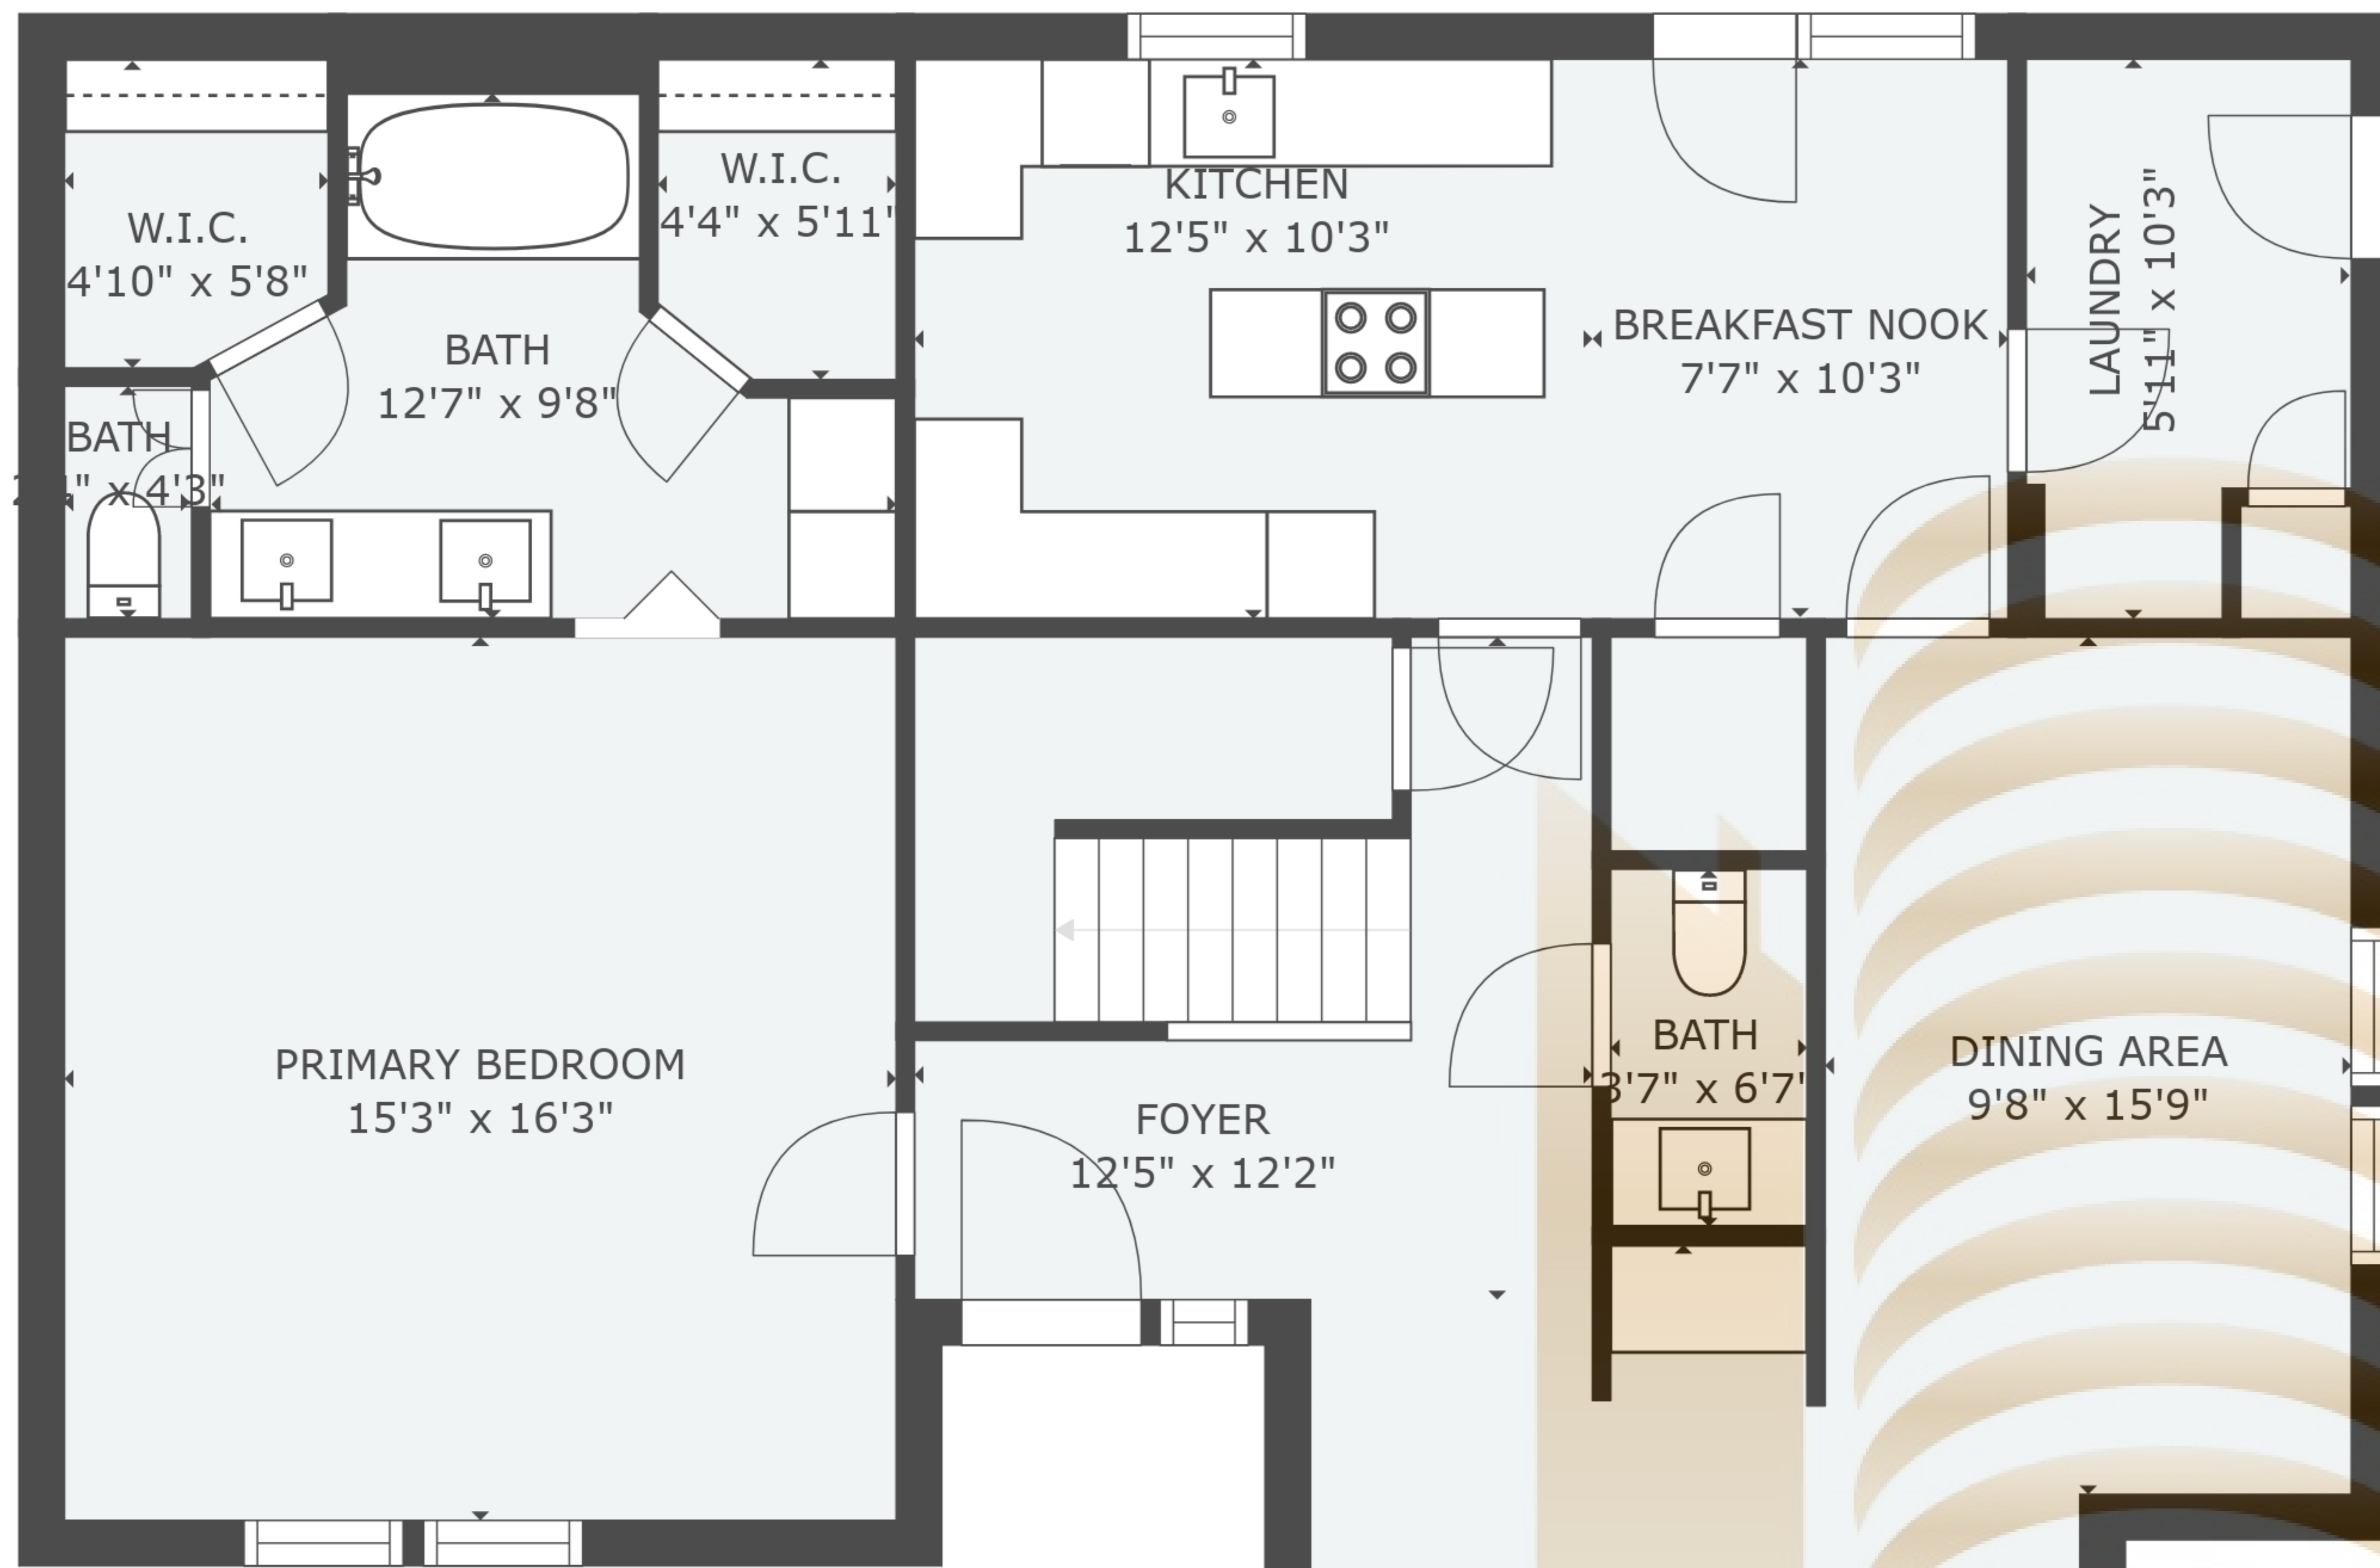 W.I.C.
4'10" x 5'8"
W.I.C.
4'4" x 5'11"
KITCHEN
12'5" x 10'3"
LAUNDRY
5'11" x 10'3"
BATH
12'7" x 9'8"
BREAKFAST NOOK
7'7" x 10'3"
BATH
x 4'3"
PRIMARY BEDROOM
15'3" x 16'3"
FOYER
12'5" x 12'2"
BATH
3'7" x 6'7"
DINING AREA
9'8" x 15'9"